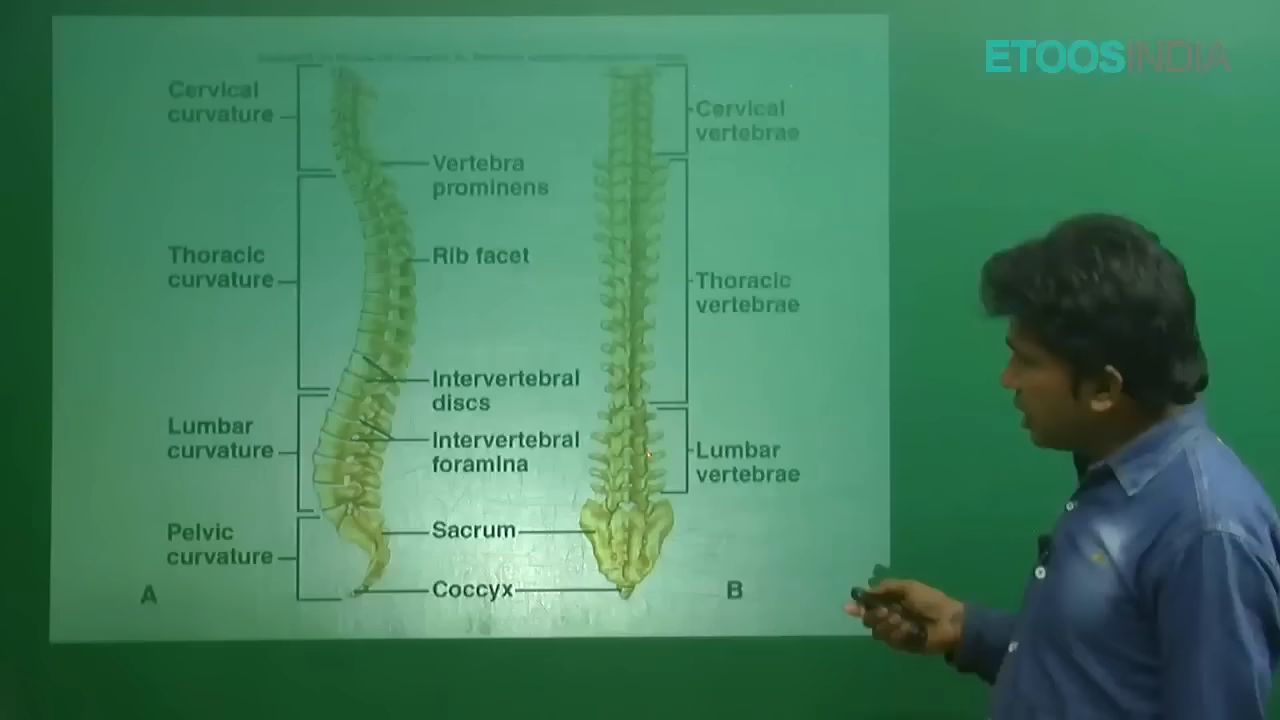 ETOOSINDIA
Cervical
curvature
Vertebra
prominens
Thoracic
curvature
Rib facet
Intervertebral
discs
Lumbar
curvature
Intervertebral
foramina
Pelvic
curvature
Sacrum
Coccyx
A
Cervical
vertebrae
Thoracic
vertebrae
Lumbar
vertebrae
B